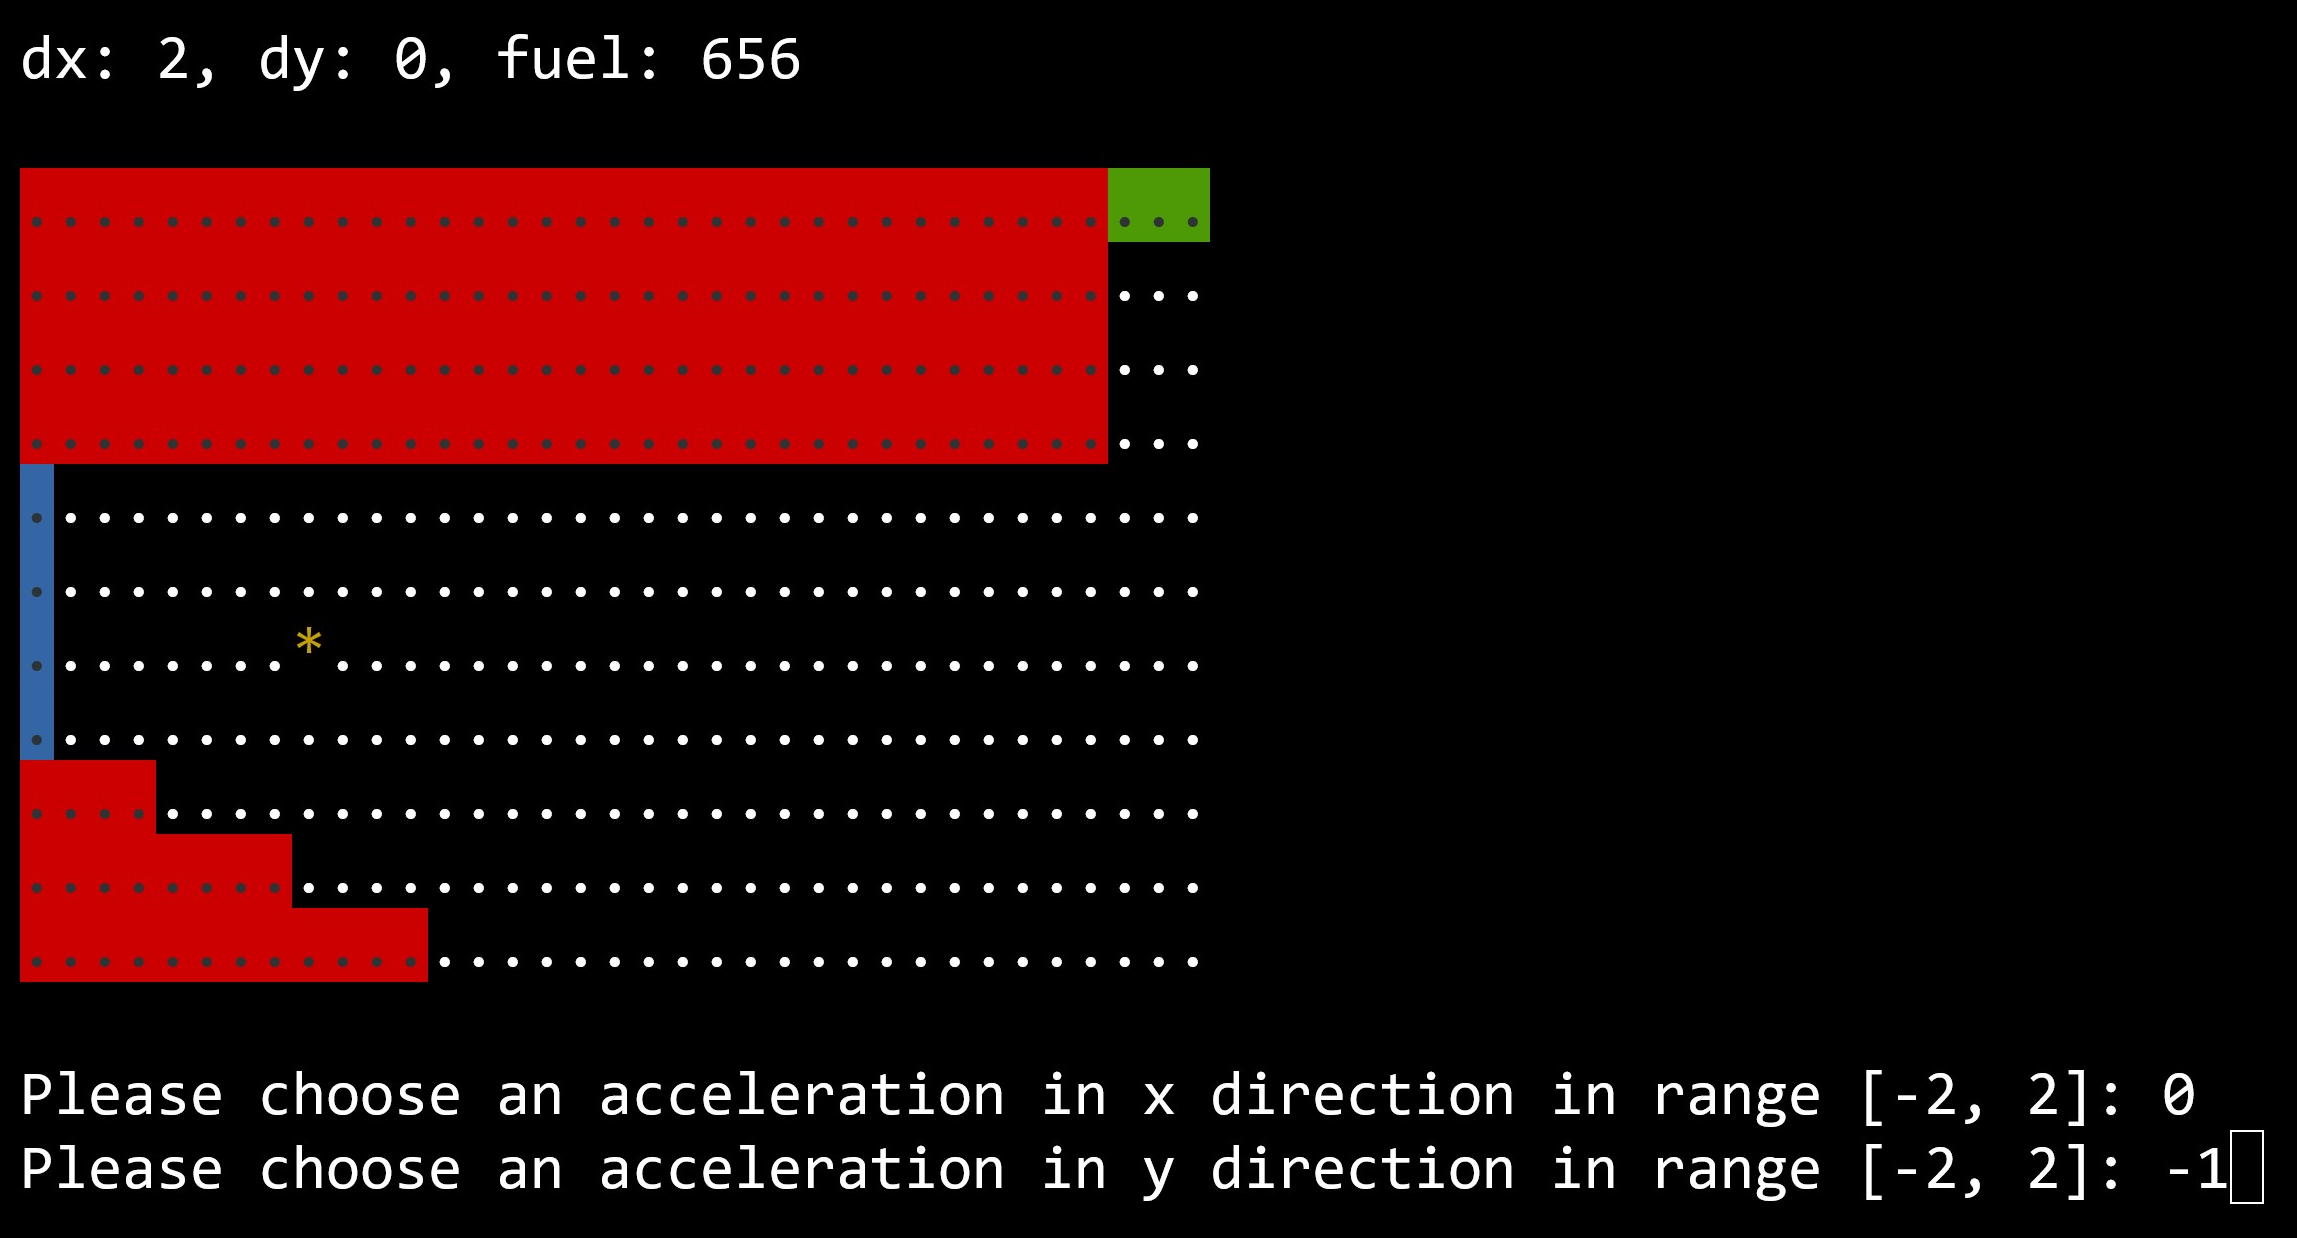 dx: 2, dy: 0, fuel: 656
. . . . . . . . . . . . . . . . . . . . . . . . . . . . . . . . . . .
. . . . . . . . . . . . . . . . . . . . . . . . . . . . . . . . . . .
. . . . . . . . . . . . . . . . . . . . . . . . . . . . . . . . . . .
. . . . . . . . . . . . . . . . . . . . . . . . . . . . . . . . . . .
. . . . . . . . . . . . . . . . . . . . . . . . . . . . . . . . . . .
. . . . . . . . . . . . . . . . . . . . . . . . . . . . . . . . . . .
. . . . . . . . * . . . . . . . . . . . . . . . . . . . . . . . . . .
. . . . . . . . . . . . . . . . . . . . . . . . . . . . . . . . . . .
. . . . . . . . . . . . . . . . . . . . . . . . . . . . . . . . . . .
. . . . . . . . . . . . . . . . . . . . . . . . . . . . . . . . . . .
. . . . . . . . . . . . . . . . . . . . . . . . . . . . . . . . . . .
Please choose an acceleration in x direction in range [-2, 2]: 0
Please choose an acceleration in y direction in range [-2, 2]: -1